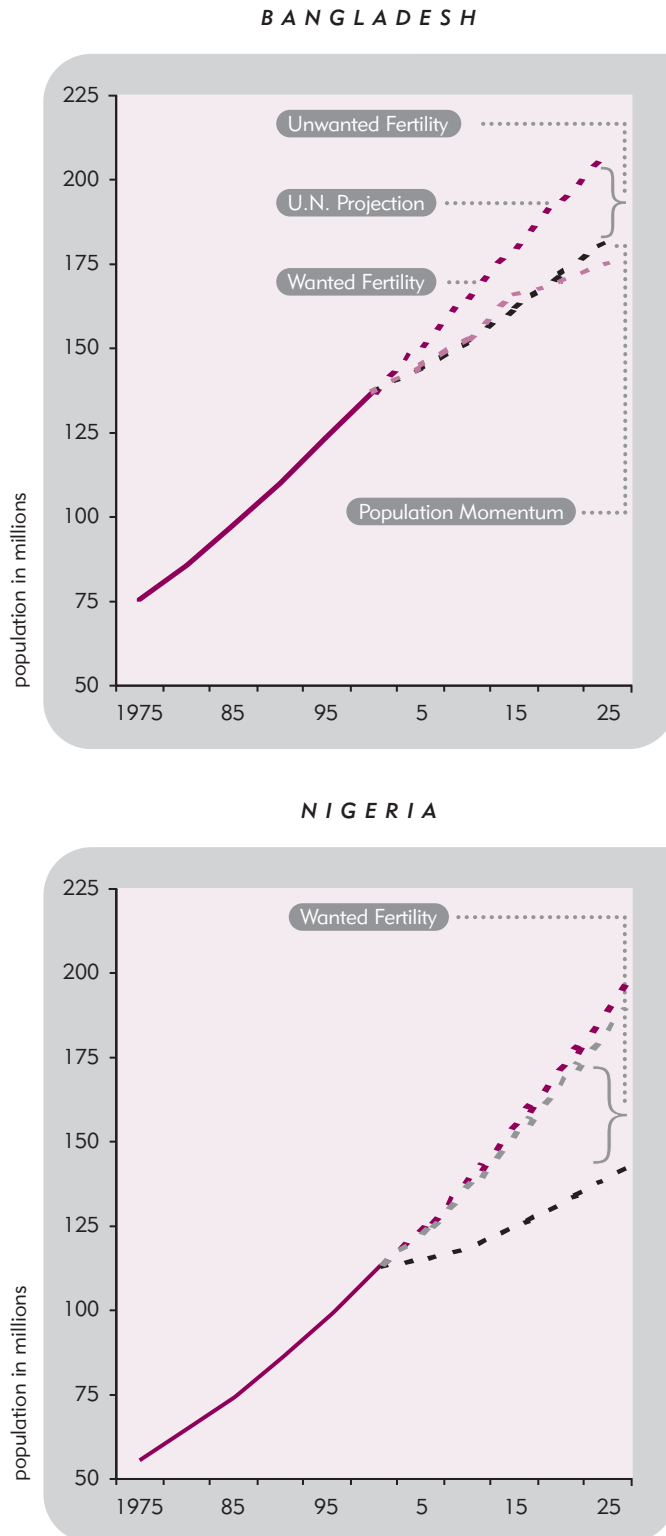 BANGLADESH
225
Unwanted Fertility
200
U.N. Projection
175
Wanted Fertility
150
125
100
Population Momentum
75
50
population in millions
1975 85 95 5 15 25
NIGERIA
225
Wanted Fertility
200
175
150
125
100
75
50
population in millions
1975 85 95 5 15 25